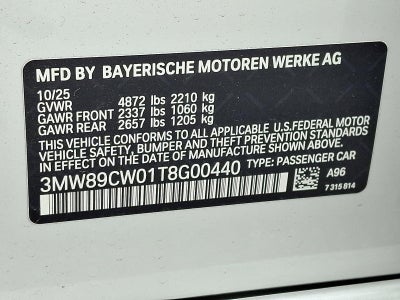 MFD BY BAYERISCHE MOTOREN WERKE AG
10/25
GVWR 4872 lbs 2210 kg
GAWR FRONT 2337 lbs 1060 kg
GAWR REAR 2657 lbs 1205 kg
THIS VEHICLE CONFORMS TO ALL APPLICABLE U.S.FEDERAL MOTOR
VEHICLE SAFETY, BUMPER AND THEFT PREVENTION STANDARDS
IN EFFECT ON THE DATE OF MANUFACTURE SHOWN ABOVE.
3MW89CW01T8G00440 TYPE: PASSENGER CAR
A96
7 315 814